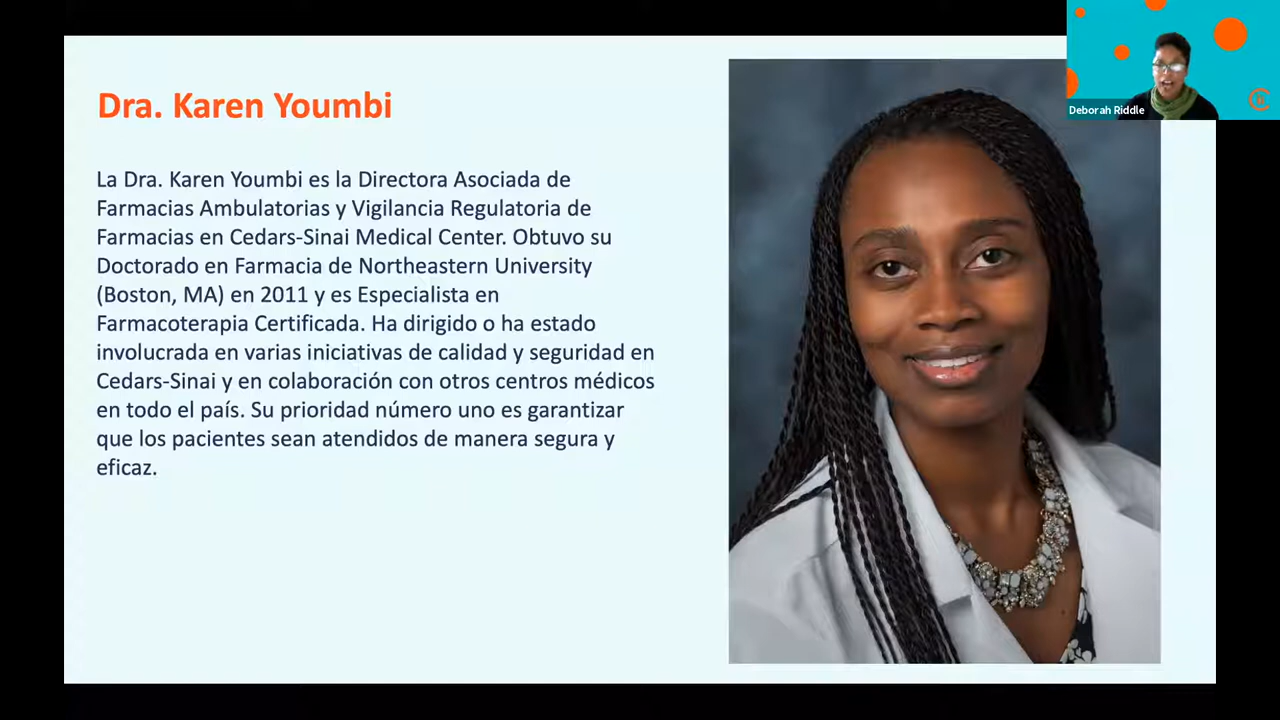 Dra. Karen Youmbi
La Dra. Karen Youmbi es la Directora Asociada de
Farmacias Ambulatorias y Vigilancia Regulatoria de
Farmacias en Cedars-Sinai Medical Center. Obtuvo su
Doctorado en Farmacia de Northeastern University
(Boston, MA) en 2011 y es Especialista en
Farmacoterapia Certificada. Ha dirigido o ha estado
involucrada en varias iniciativas de calidad y seguridad en
Cedars-Sinai y en colaboración con otros centros médicos
en todo el país. Su prioridad número uno es garantizar
que los pacientes sean atendidos de manera segura y
eficaz.
Deborah Riddle